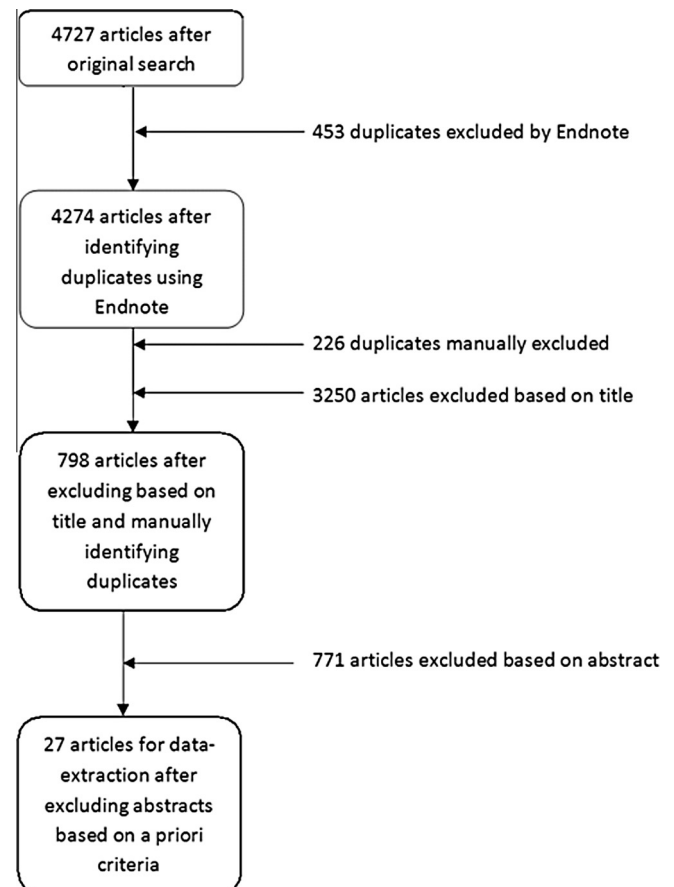 4727 articles after
original search
453 duplicates excluded by Endnote
4274 articles after
identifying
duplicates using
Endnote
226 duplicates manually excluded
3250 articles excluded based on title
798 articles after
excluding based on
title and manually
identifying
duplicates
771 articles excluded based on abstract
27 articles for data-
extraction after
excluding abstracts
based on a priori
criteria